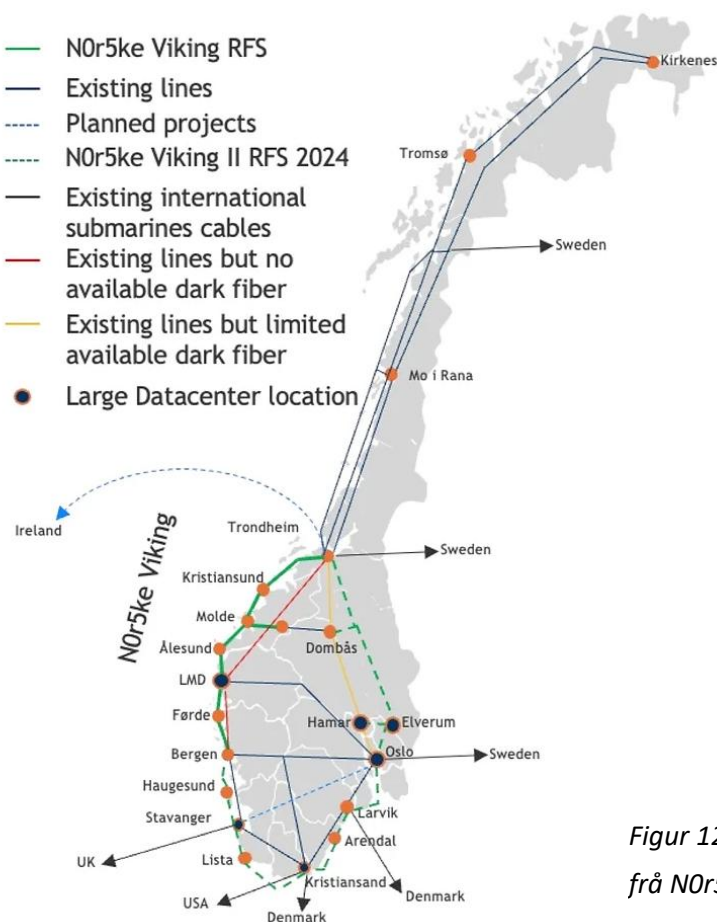 N0r5ke Viking RFS
Existing lines
Planned projects
N0r5ke Viking II RFS 2024
Existing international
submarines cables
Existing lines but no
available dark fiber
Existing lines but limited
available dark fiber
Large Datacenter location
Kirkenes
Tromsø
Sweden
Mo i Rana
Ireland
N0r5ke Viking
Trondheim
Sweden
Kristiansund
Molde
Dombås
Ålesund
LMD
Førde
Hamar
Elverum
Bergen
Oslo
Sweden
Haugesund
Stavanger
Larvik
Arendal
UK
Lista
Kristiansand
Denmark
USA
Denmark
Figur 12
frå N0r5